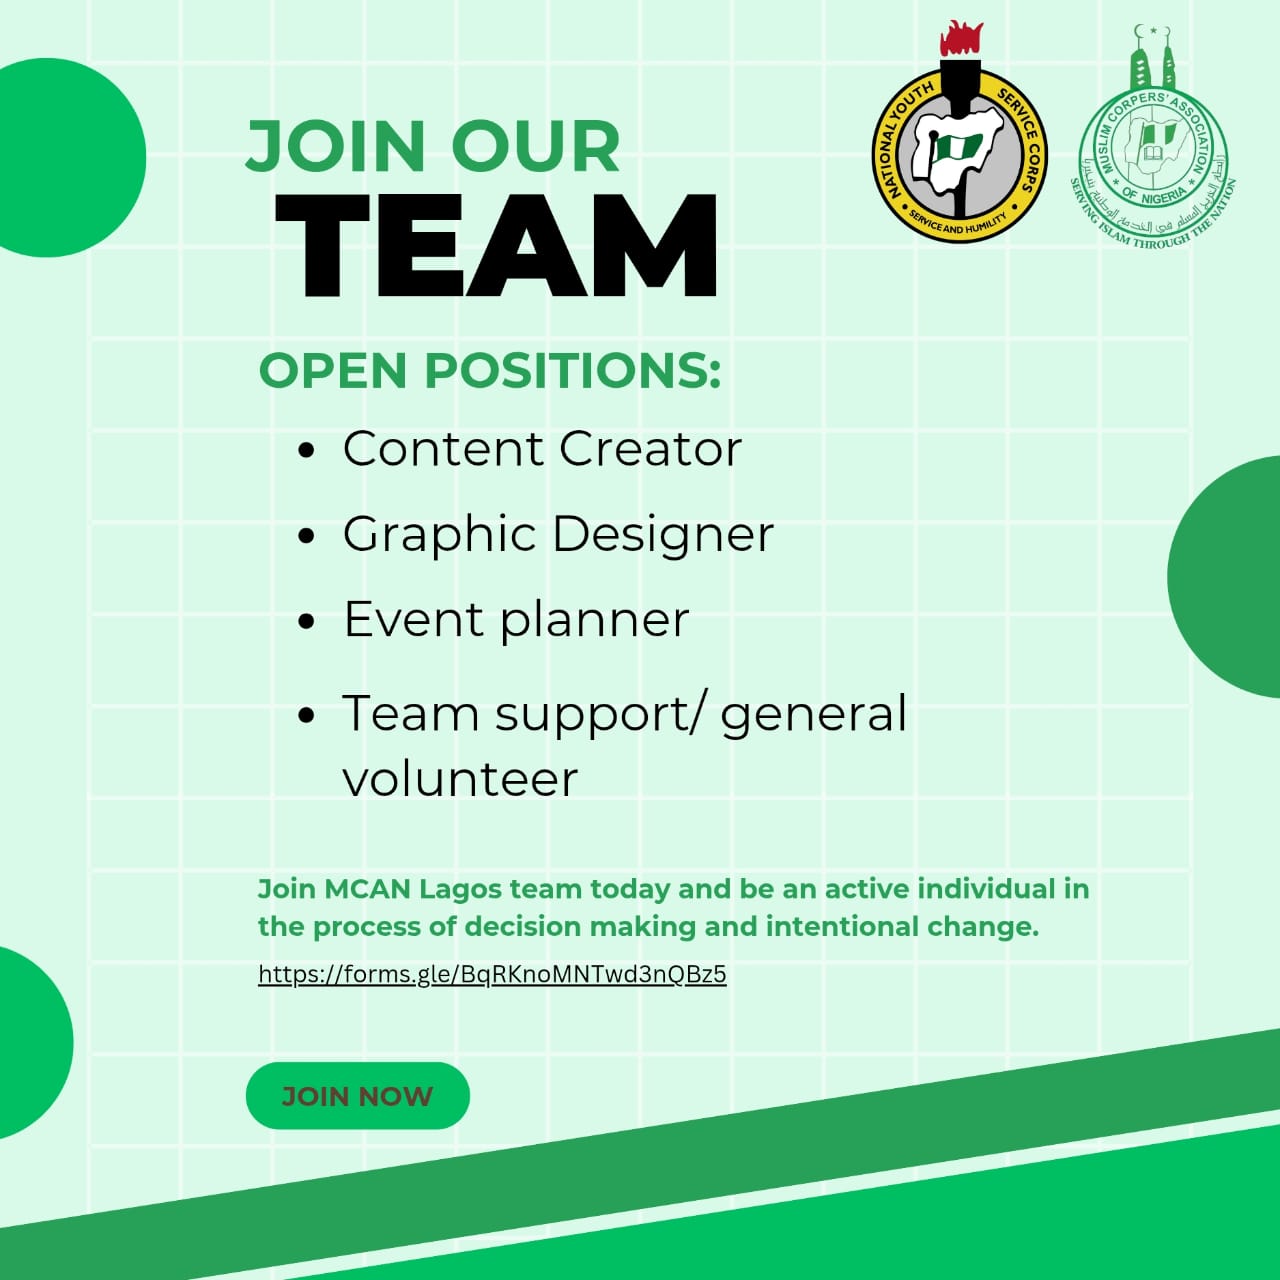 JOIN OUR
TEAM
NATIONAL YOUTH SERVICE CORPS
SERVICE AND HUMILITY
MUSLIM CORPERS' ASSOCIATION
OF NIGERIA
SERVING ISLAM THROUGH THE NATION
OPEN POSITIONS:
Content Creator
Graphic Designer
Event planner
Team support/ general
volunteer
Join MCAN Lagos team today and be an active individual in
the process of decision making and intentional change.
https://forms.gle/BqRKnoMNTwd3nQBz5
JOIN NOW